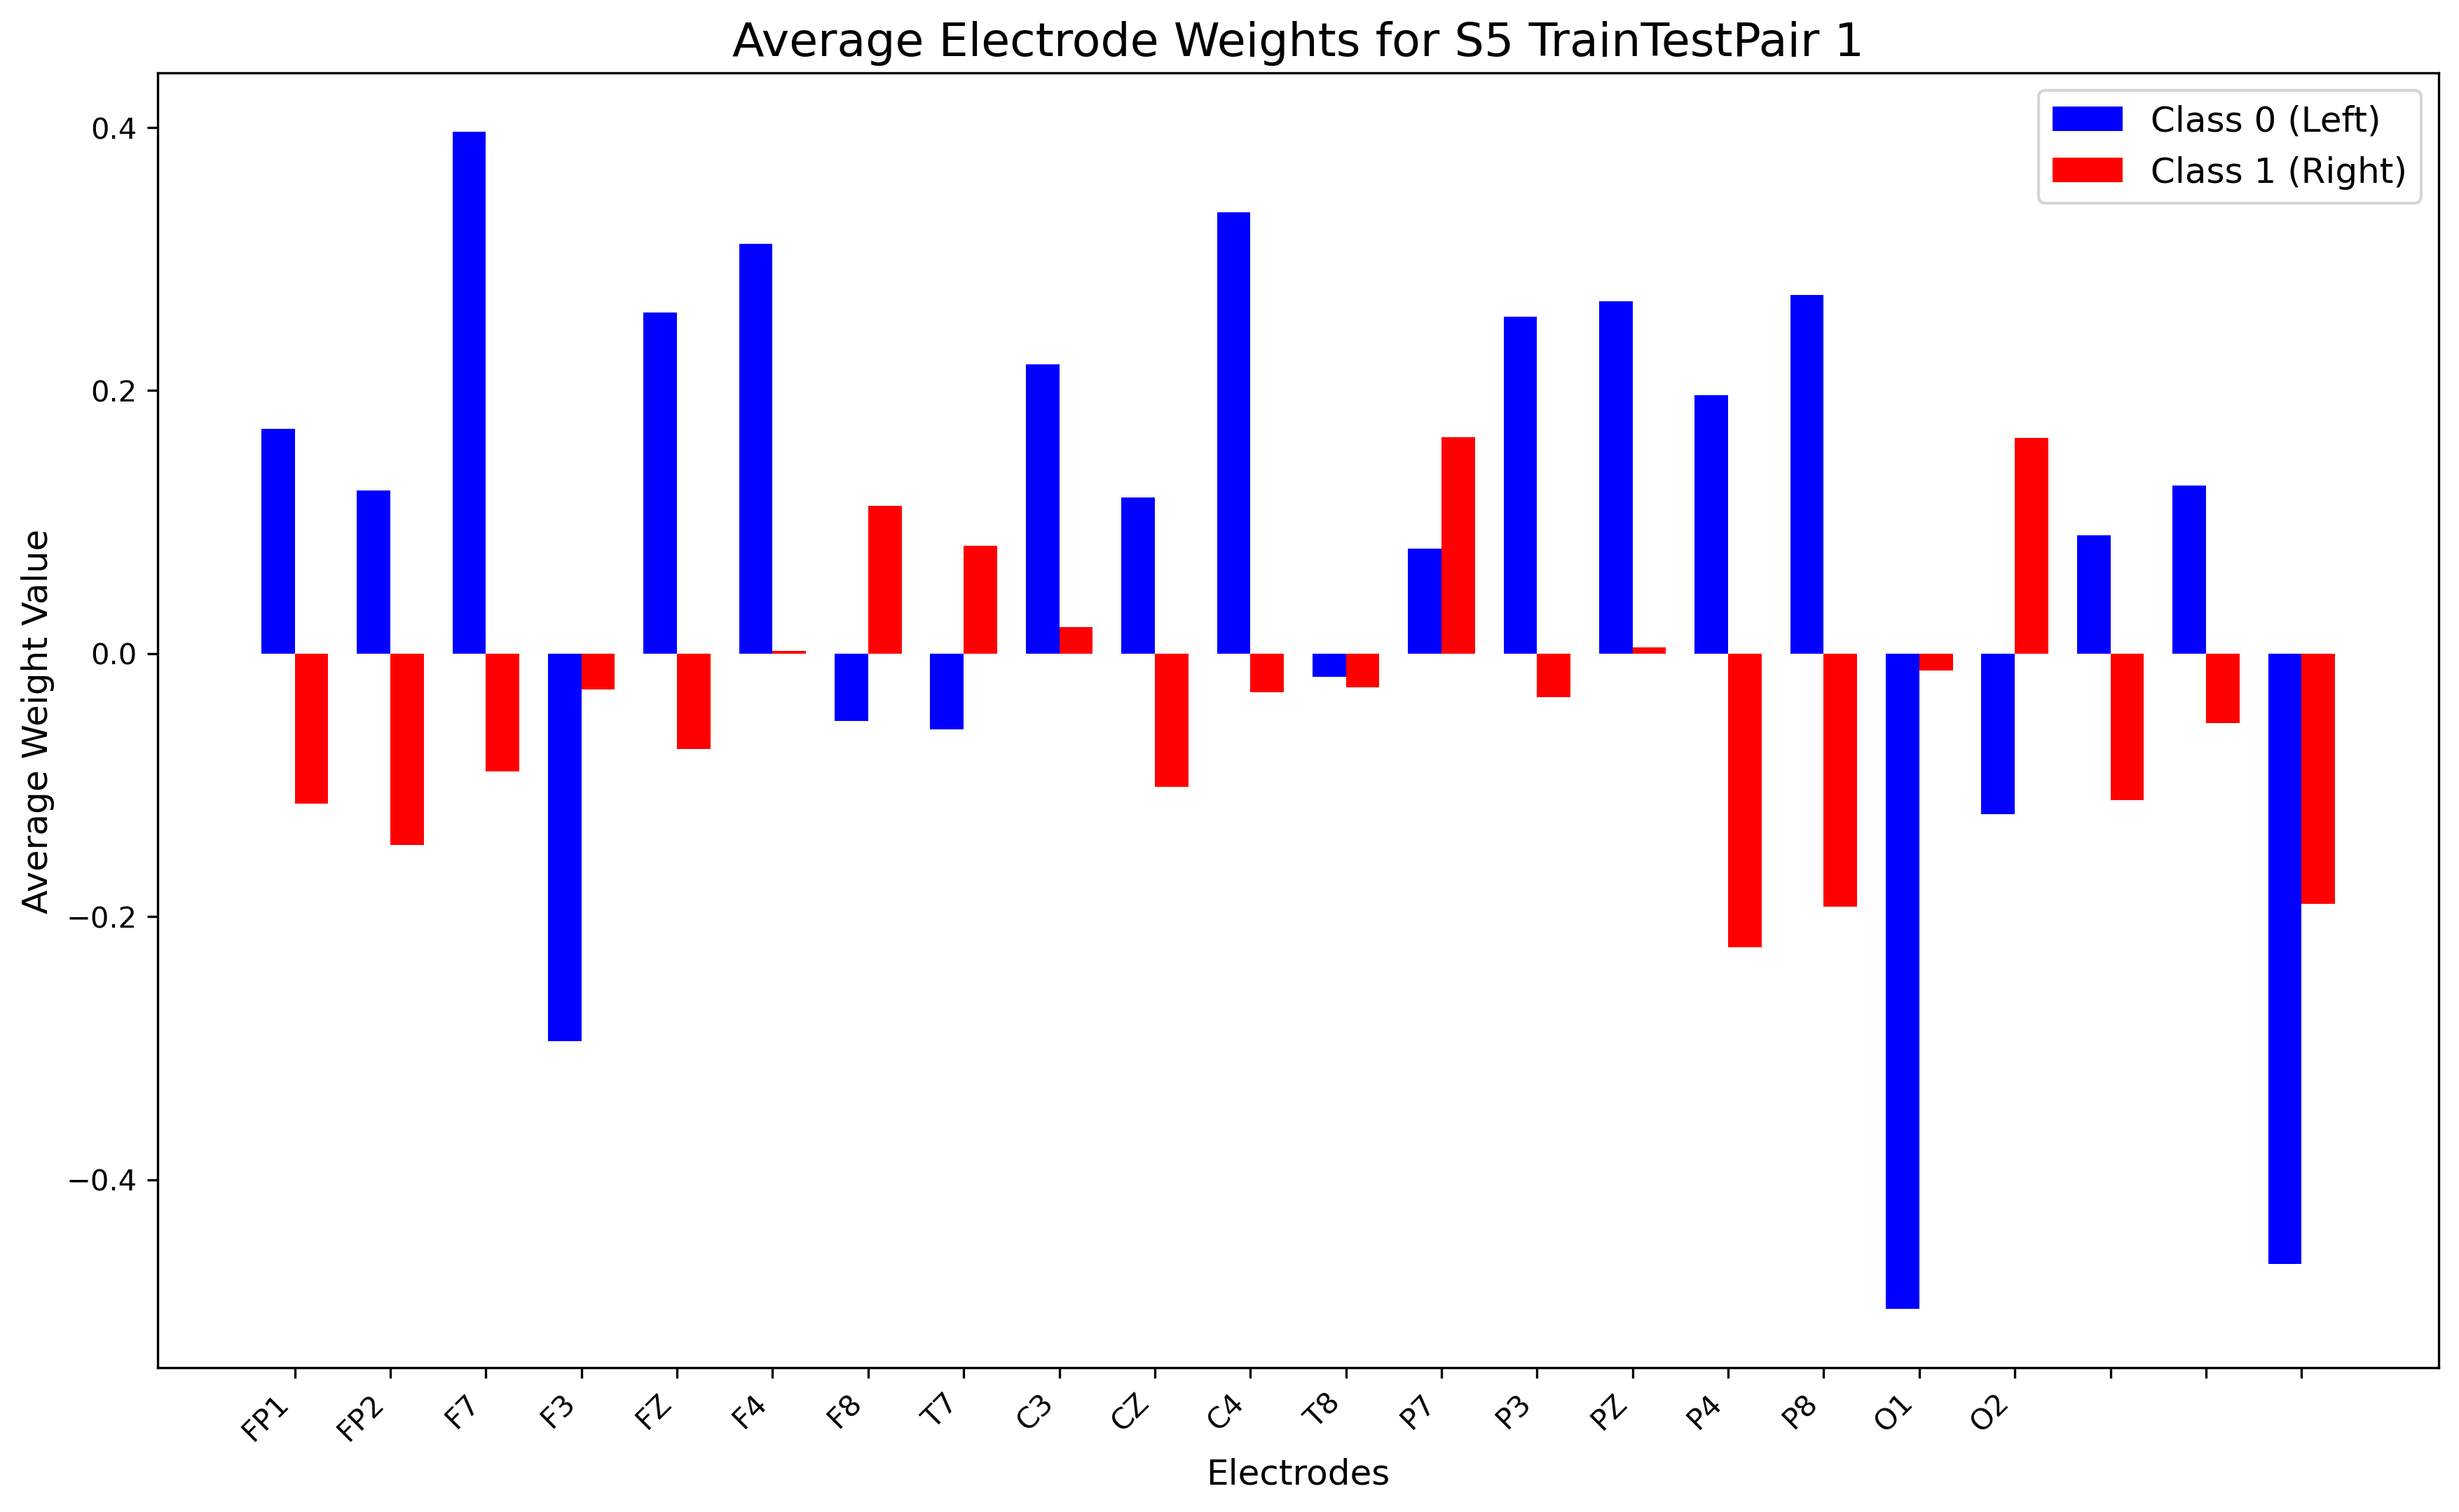 Average Electrode Weights for S5 TrainTestPair 1
Class 0 (Left)
Class 1 (Right)
Average Weight Value
0.4
0.2
0.0
−0.2
−0.4
FP1 FP2 F7 F3 FZ F4 F8 T7 C3 CZ C4 T8 P7 P3 PZ P4 P8 O1 O2
Electrodes